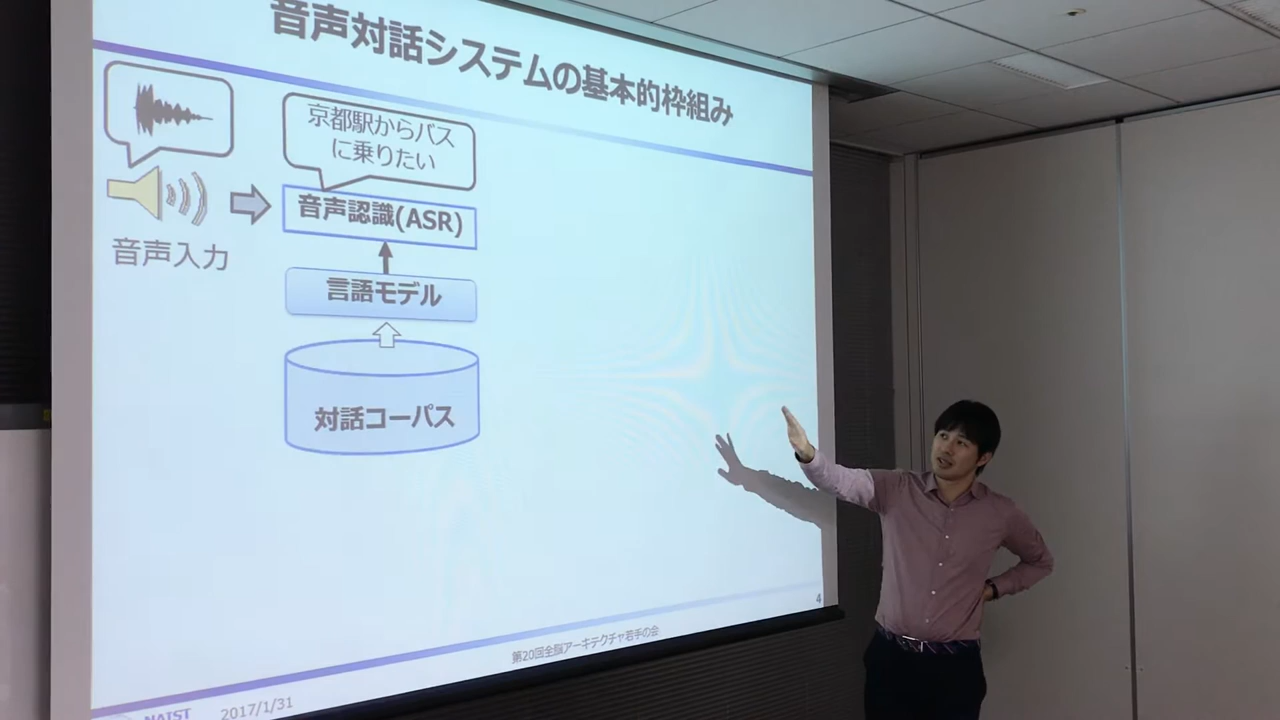 音声対話システムの基本的枠組み
京都駅からバス
に乗りたい
音声認識(ASR)
音声入力
言語モデル
対話コーパス
4
第20回全脳アーキテクチャ若手の会
NAIST
2017/1/31